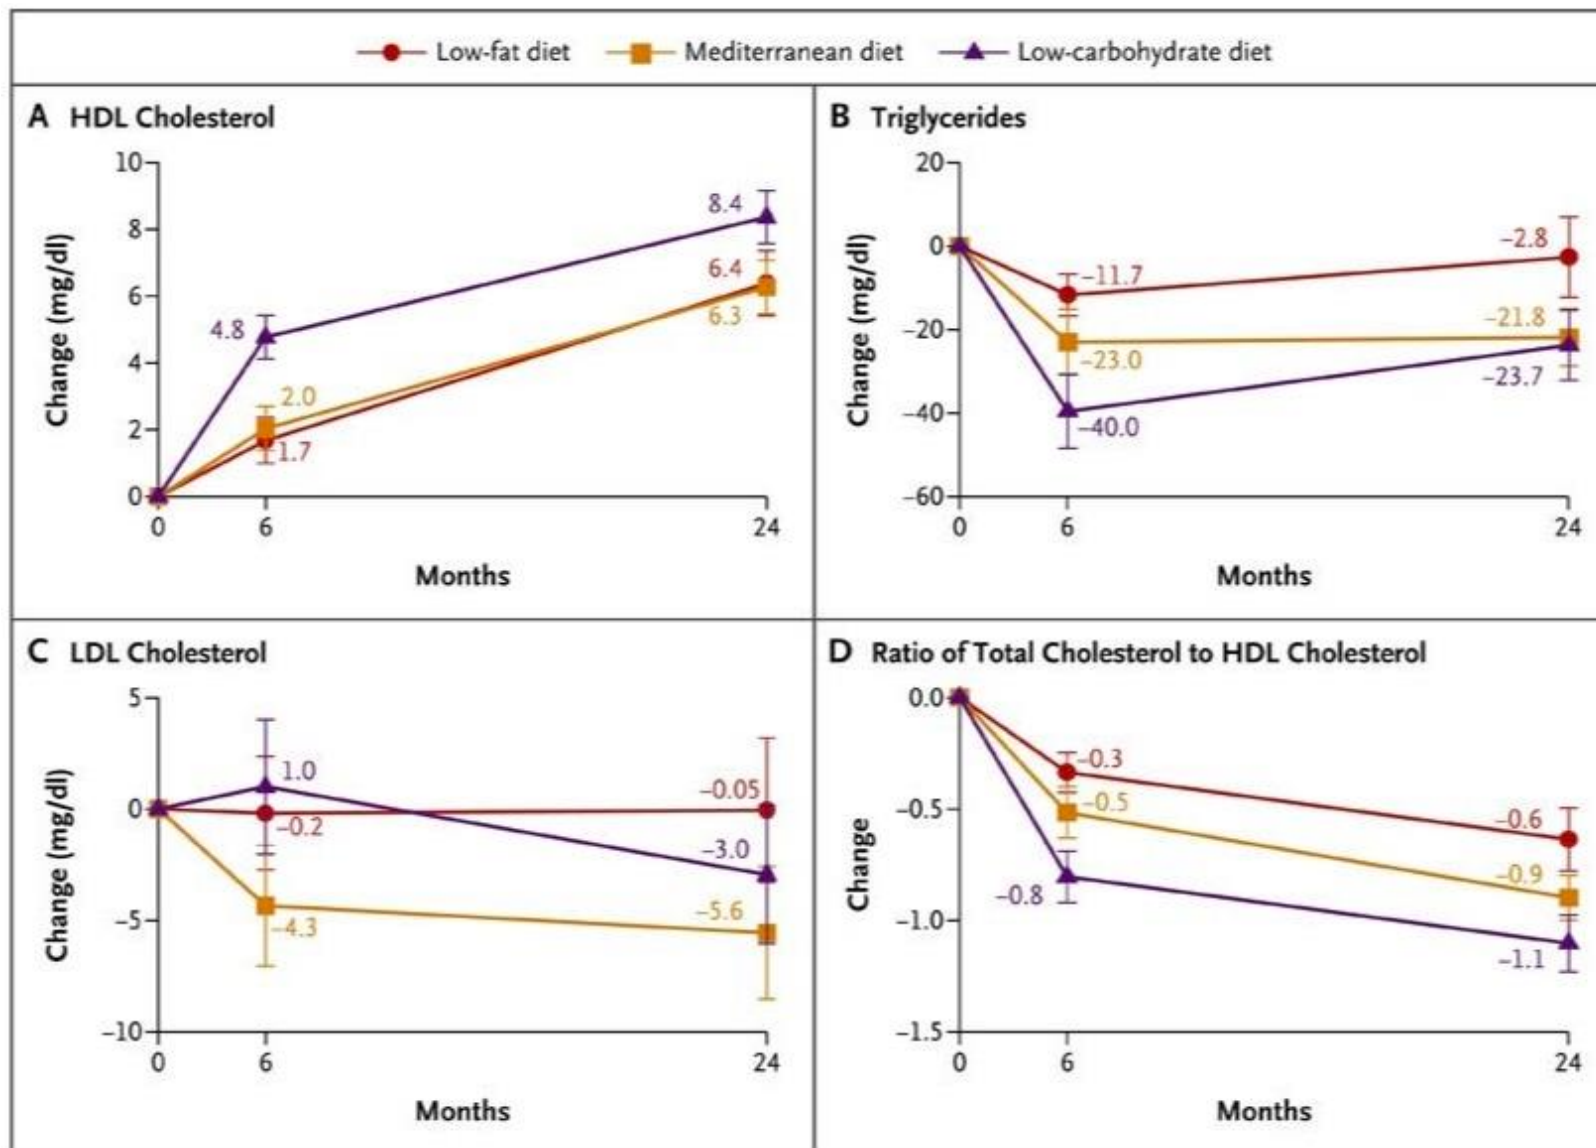 Low-fat diet Mediterranean diet Low-carbohydrate diet
A HDL Cholesterol
Change (mg/dl)
10
8
6
4
2
0
4.8
2.0
1.7
8.4
6.4
6.3
0 6 24
Months
B Triglycerides
Change (mg/dl)
20
0
–20
–40
–60
–11.7
–23.0
–40.0
–2.8
–21.8
–23.7
0 6 24
Months
C LDL Cholesterol
Change (mg/dl)
5
0
–5
–10
1.0
–0.2
–4.3
–0.05
–3.0
–5.6
0 6 24
Months
D Ratio of Total Cholesterol to HDL Cholesterol
Change
0.0
–0.5
–1.0
–1.5
–0.3
–0.5
–0.8
–0.6
–0.9
–1.1
0 6 24
Months